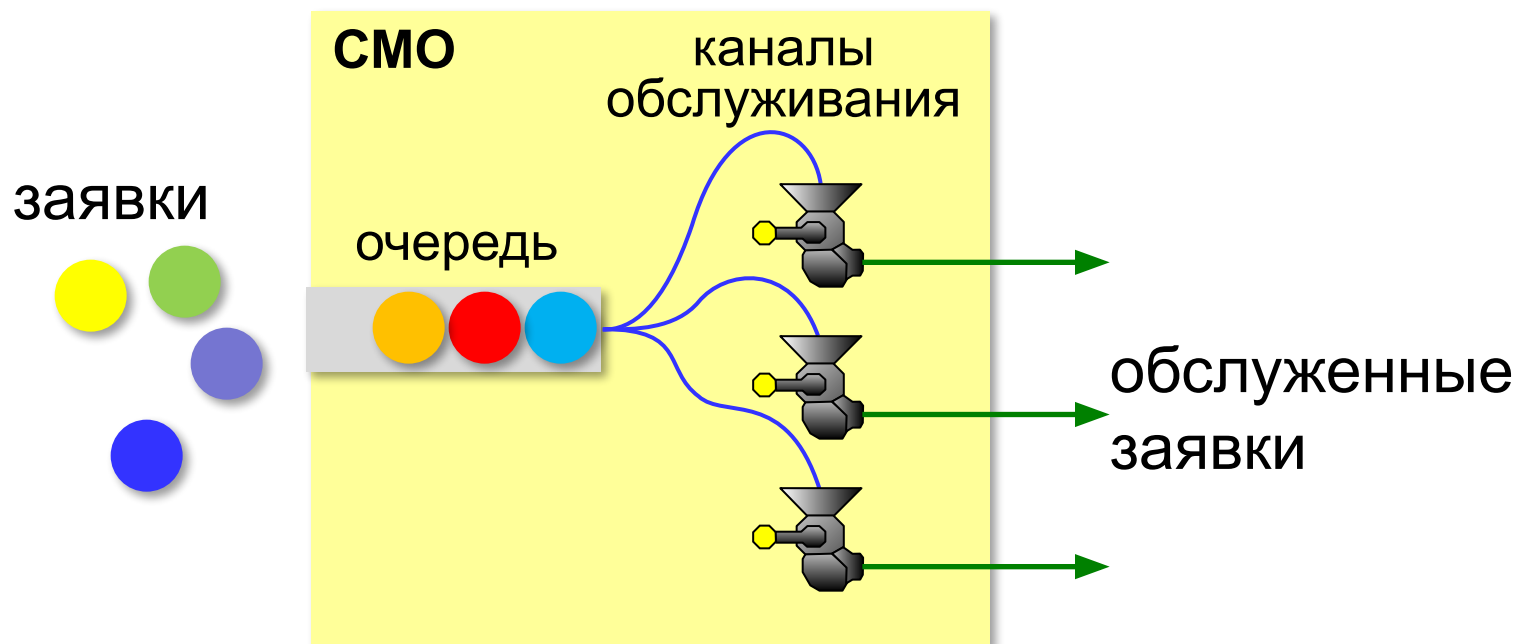 СМО
каналы
обслуживания
заявки
очередь
обслуженные
заявки